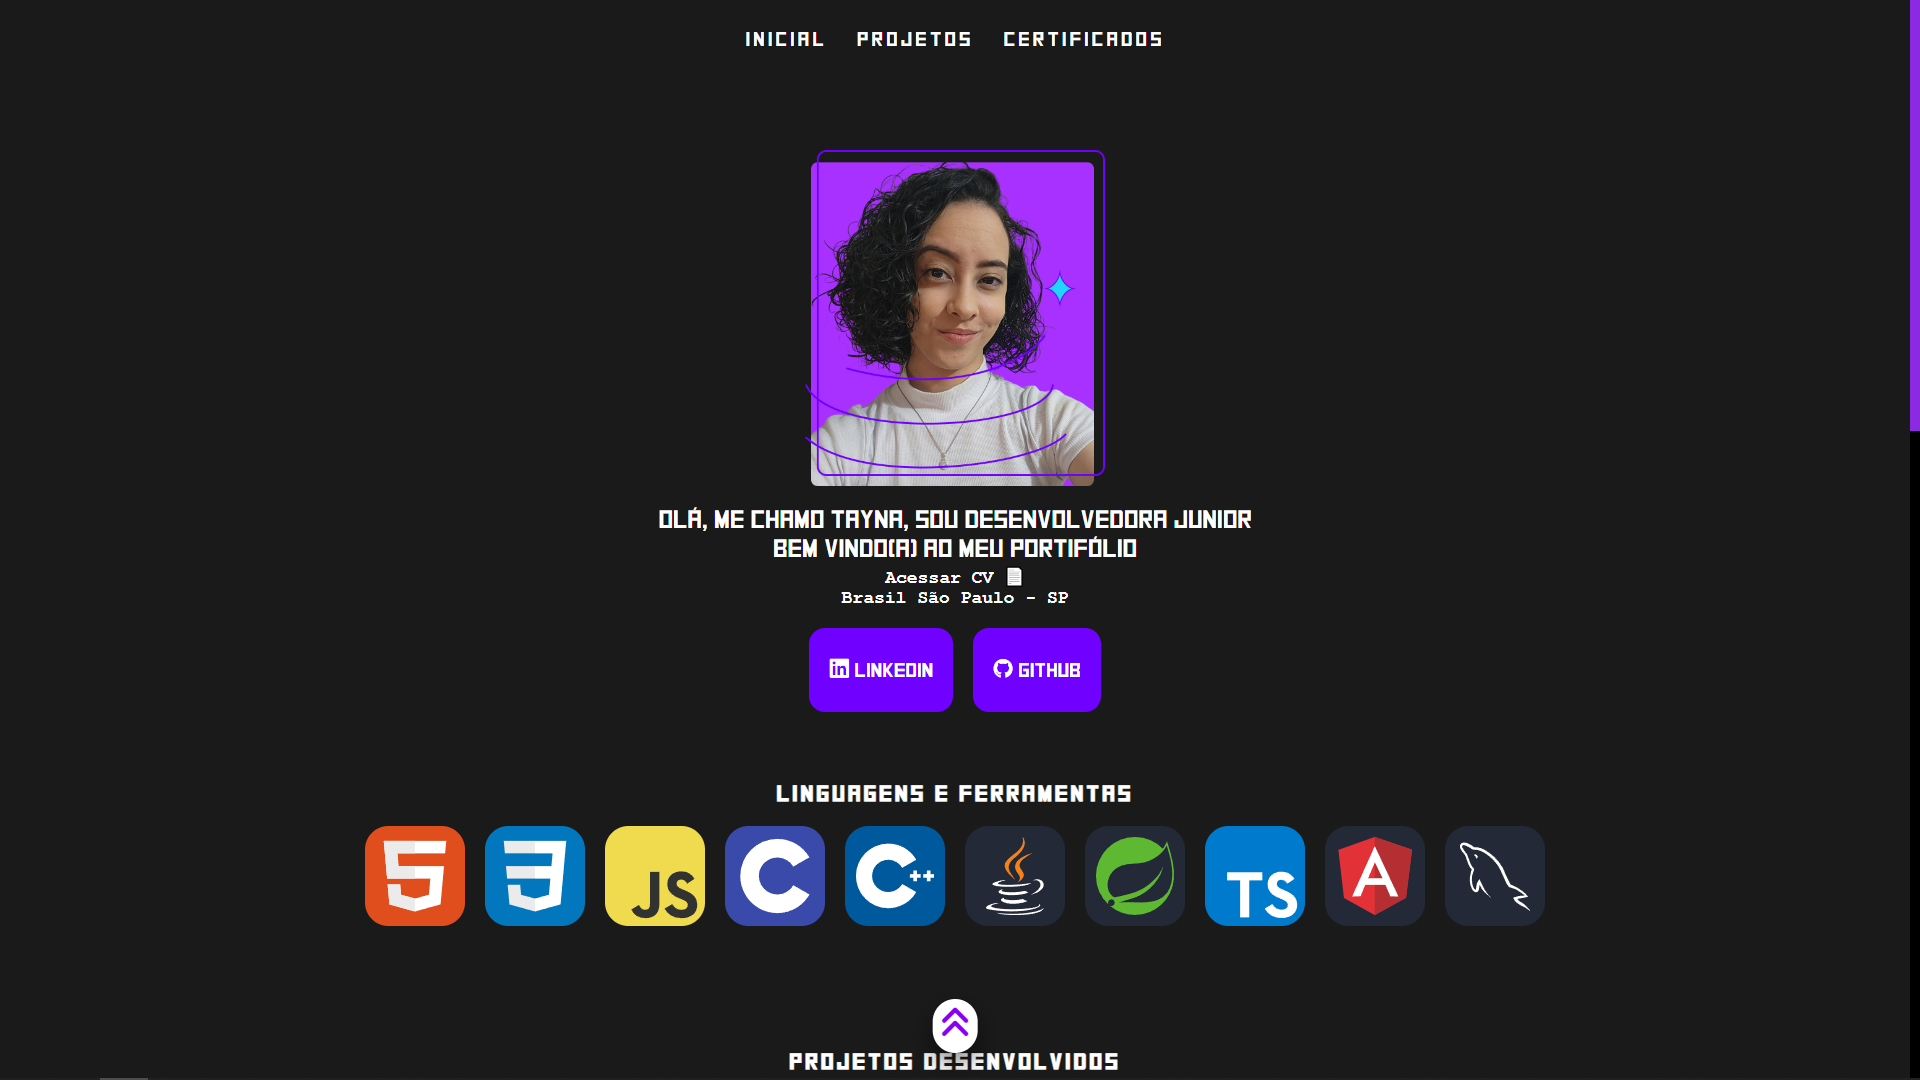 INICIAL PROJETOS CERTIFICADOS
OLÁ, ME CHAMO TAYNA, SOU DESENVOLVEDORA JUNIOR
BEM VINDO(A) AO MEU PORTIFÓLIO
Acessar CV
Brasil São Paulo - SP
in LINKEDIN GITHUB
LINGUAGENS E FERRAMENTAS
5 3 JS C C++ TS A
PROJETOS DESENVOLVIDOS